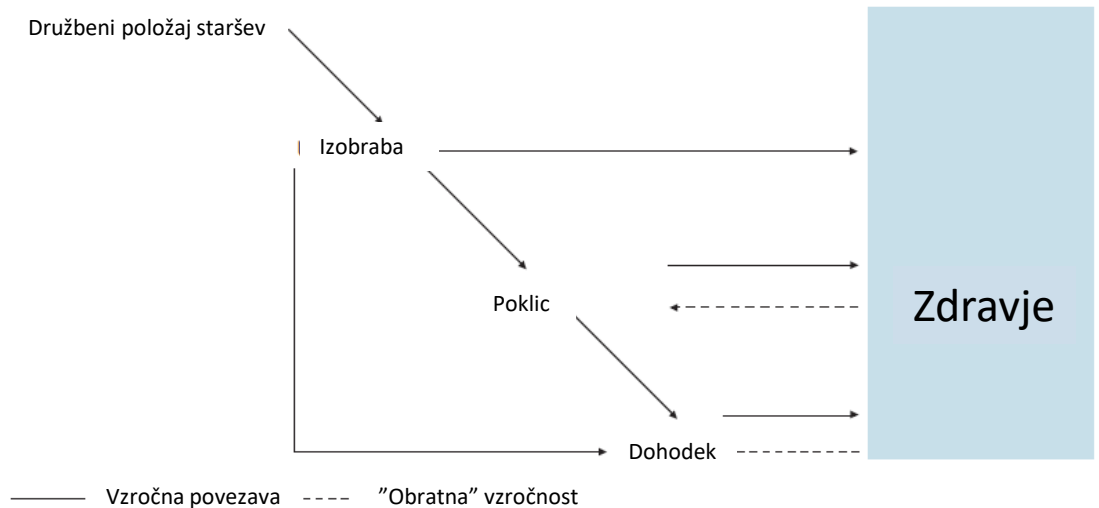 Družbeni položaj staršev
Izobraba
Poklic
Zdravje
Dohodek
Vzročna povezava
”Obratna” vzročnost